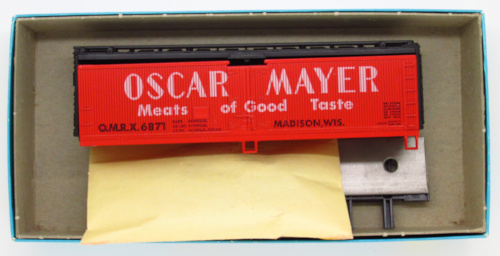 OSCAR MAYER
Meats of Good Taste
O.M.R.X. 6871
MADISON, WIS.